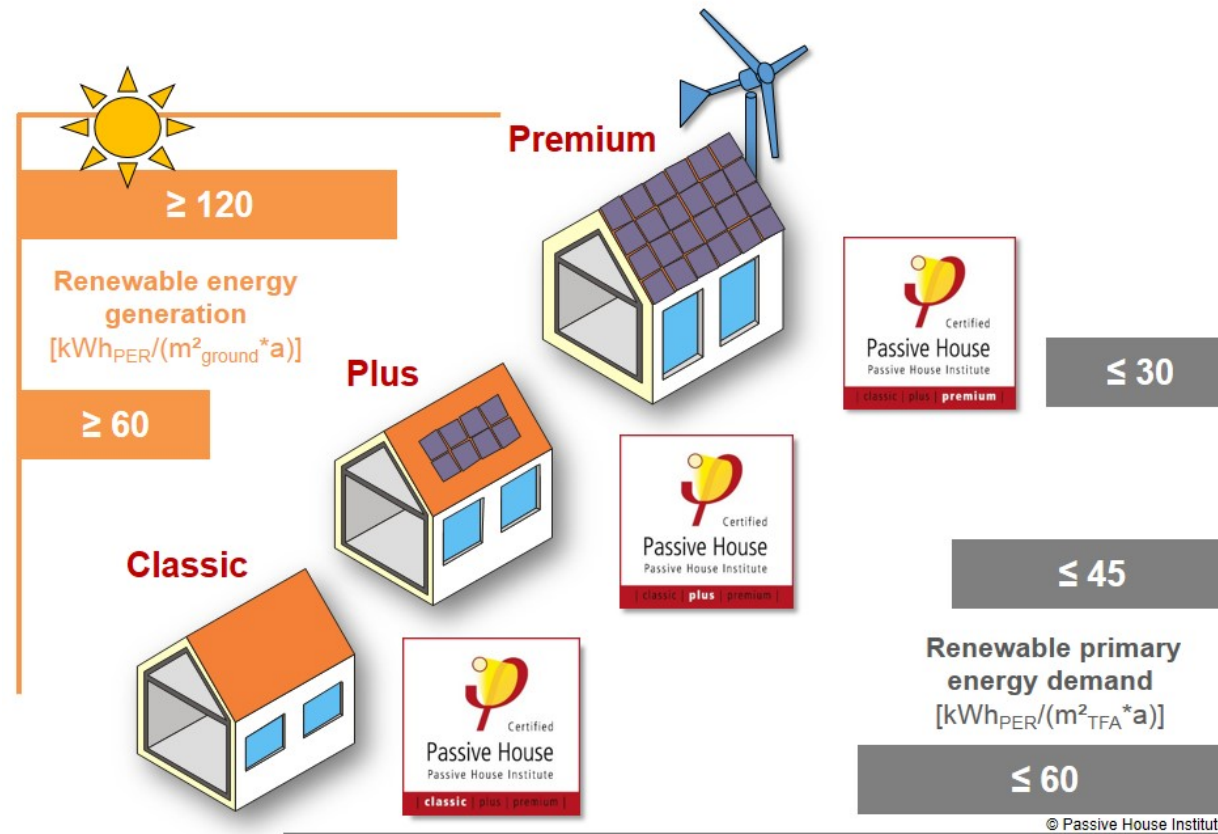 Premium
≥ 120
Renewable energy
generation
[kWhPER/(m²ground*a)]
≥ 60
Plus
Classic
Certified
Passive House
Passive House Institute
| classic | plus | premium |
≤ 30
Certified
Passive House
Passive House Institute
| classic | plus | premium |
≤ 45
Renewable primary
energy demand
[kWhPER/(m²TFA*a)]
Certified
Passive House
Passive House Institute
| classic | plus | premium |
≤ 60
© Passive House Institut